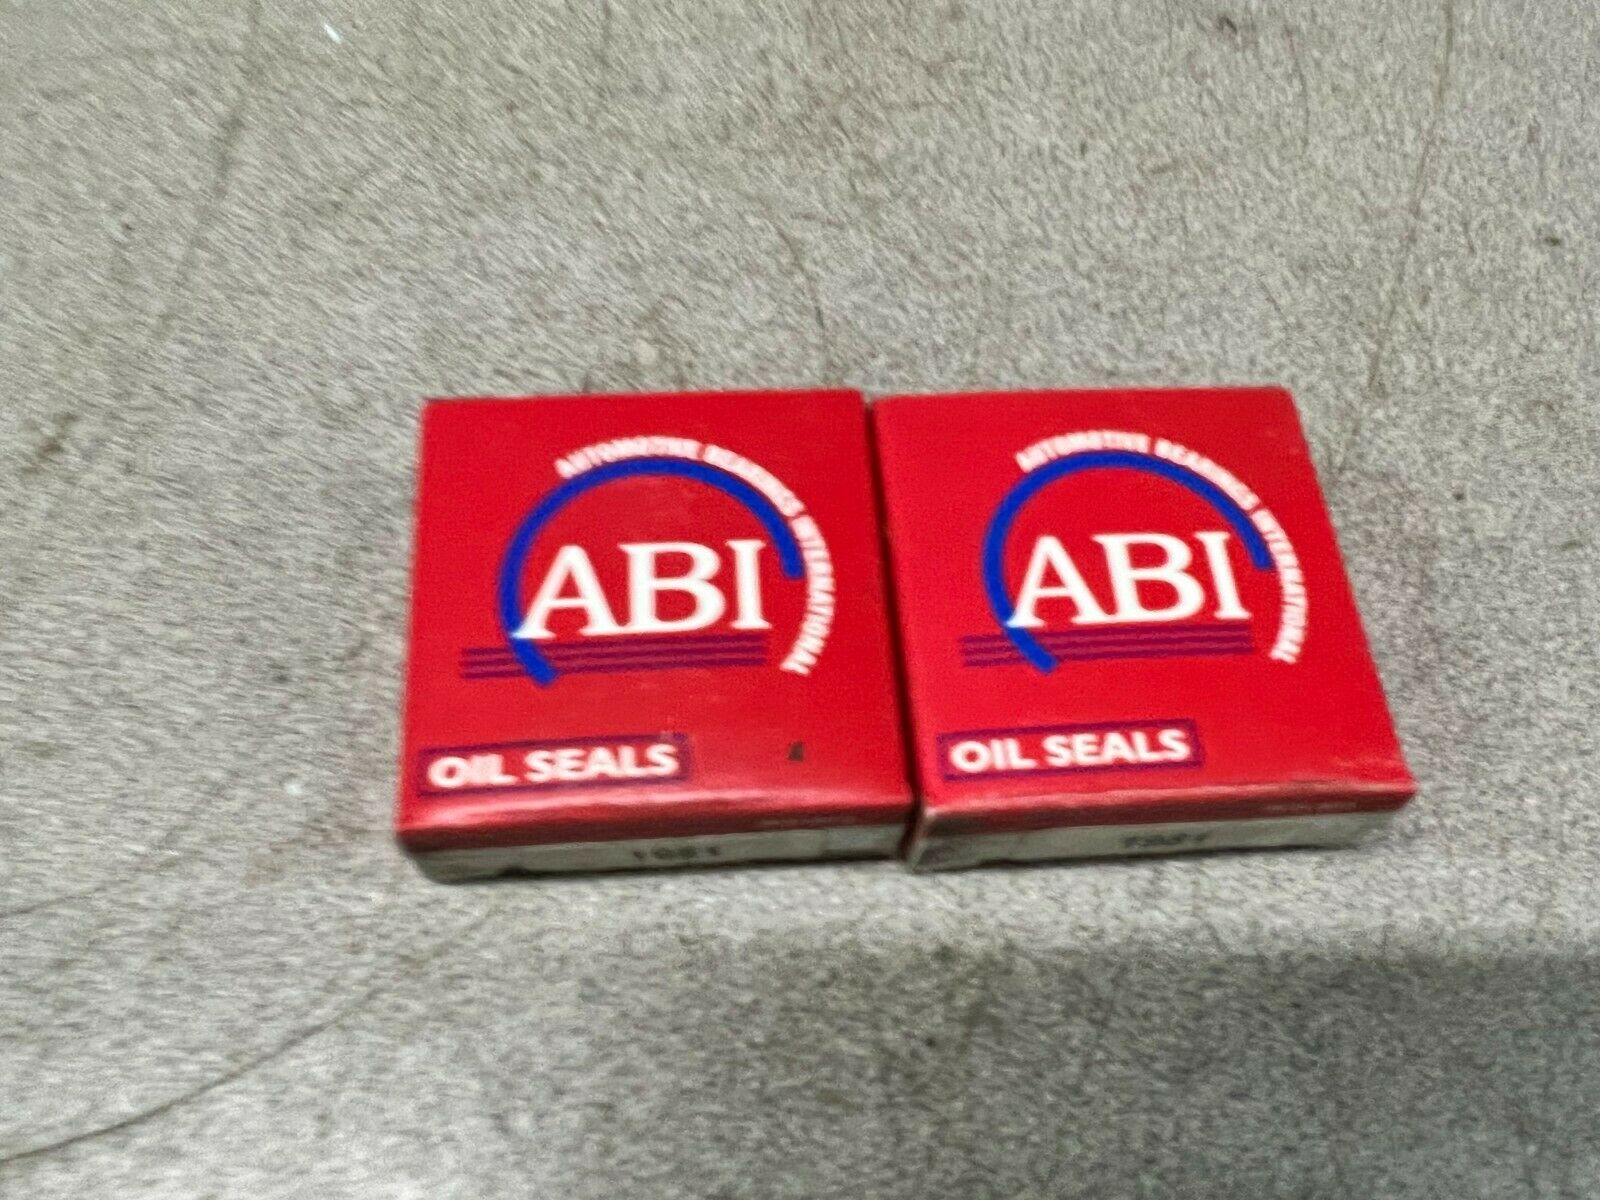 AUTOMOTIVE BEARINGS INTERNATIONAL
ABI
OIL SEALS
AUTOMOTIVE BEARINGS INTERNATIONAL
ABI
OIL SEALS